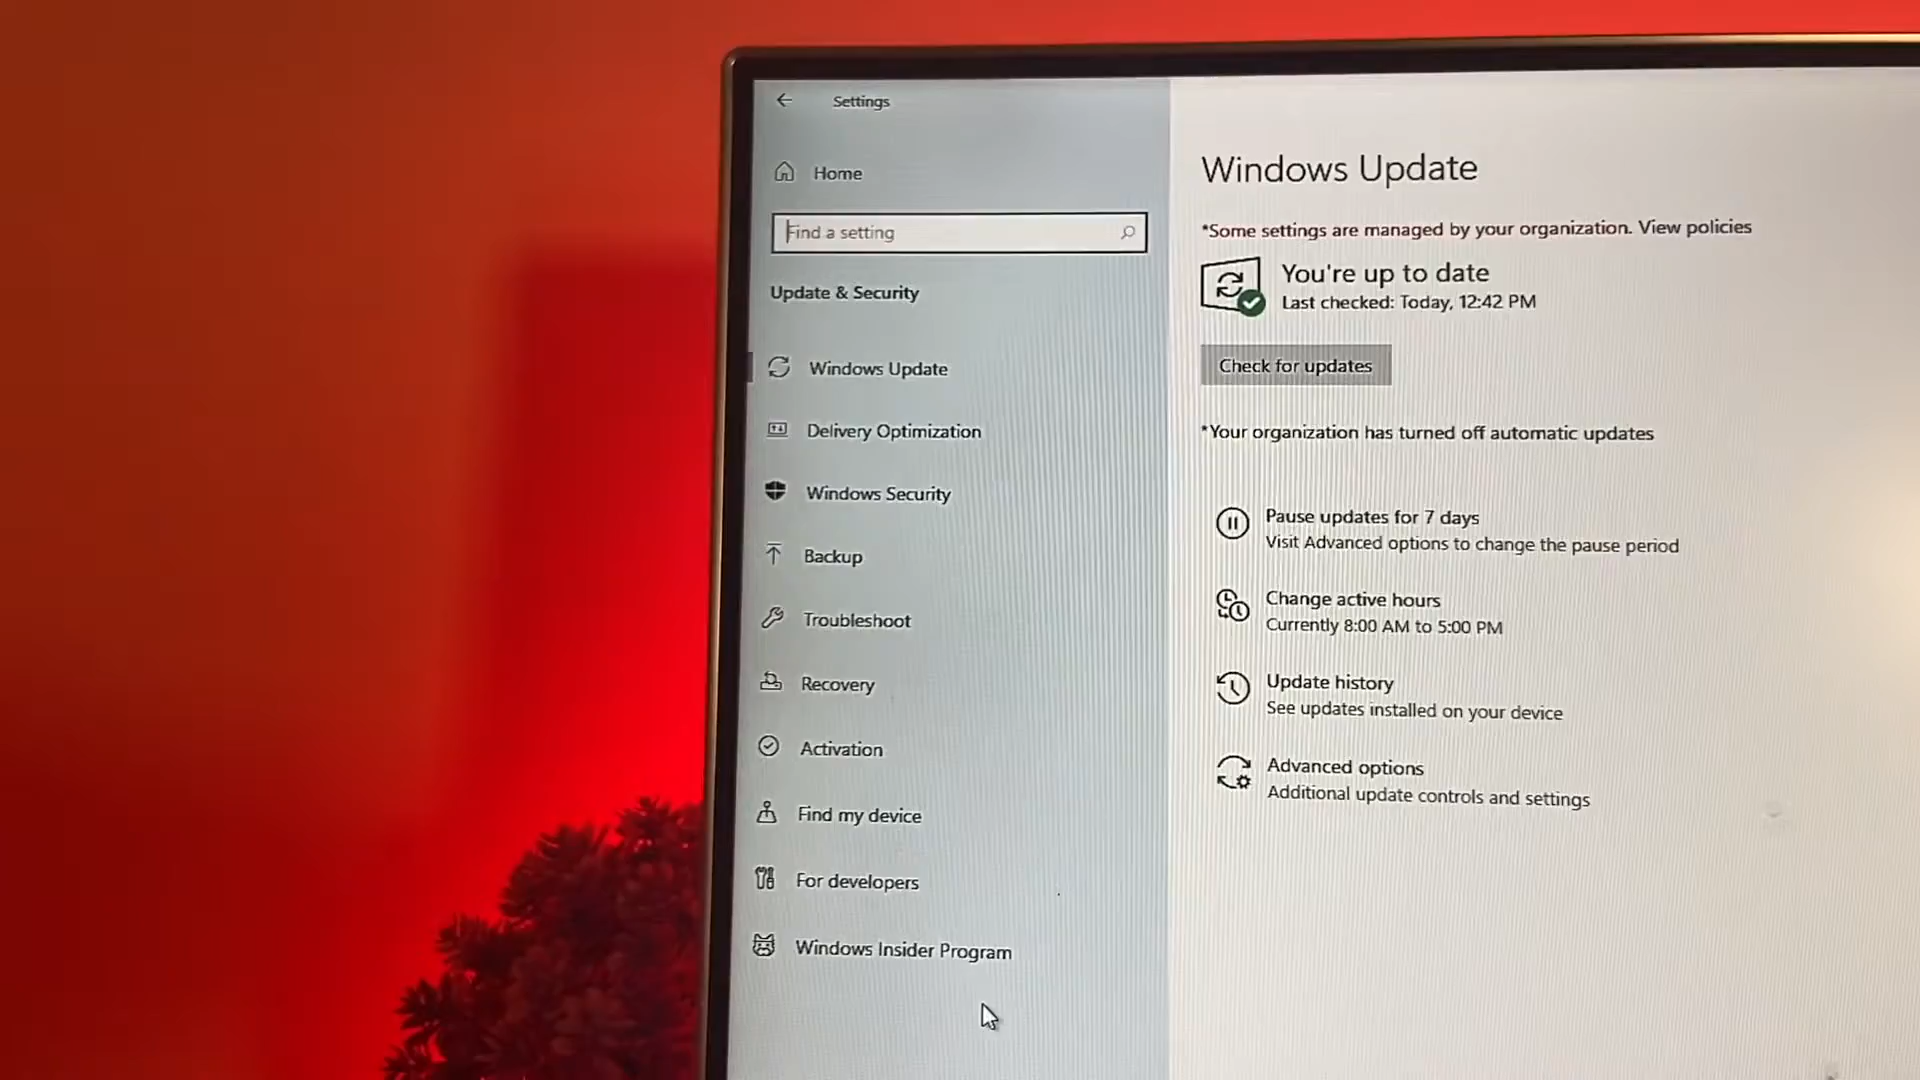 Settings
Home
Find a setting
Update & Security
Windows Update
Delivery Optimization
Windows Security
Backup
Troubleshoot
Recovery
Activation
Find my device
For developers
Windows Insider Program
Windows Update
*Some settings are managed by your organization. View policies
You're up to date
Last checked: Today, 12:42 PM
Check for updates
*Your organization has turned off automatic updates
Pause updates for 7 days
Visit Advanced options to change the pause period
Change active hours
Currently 8:00 AM to 5:00 PM
Update history
See updates installed on your device
Advanced options
Additional update controls and settings